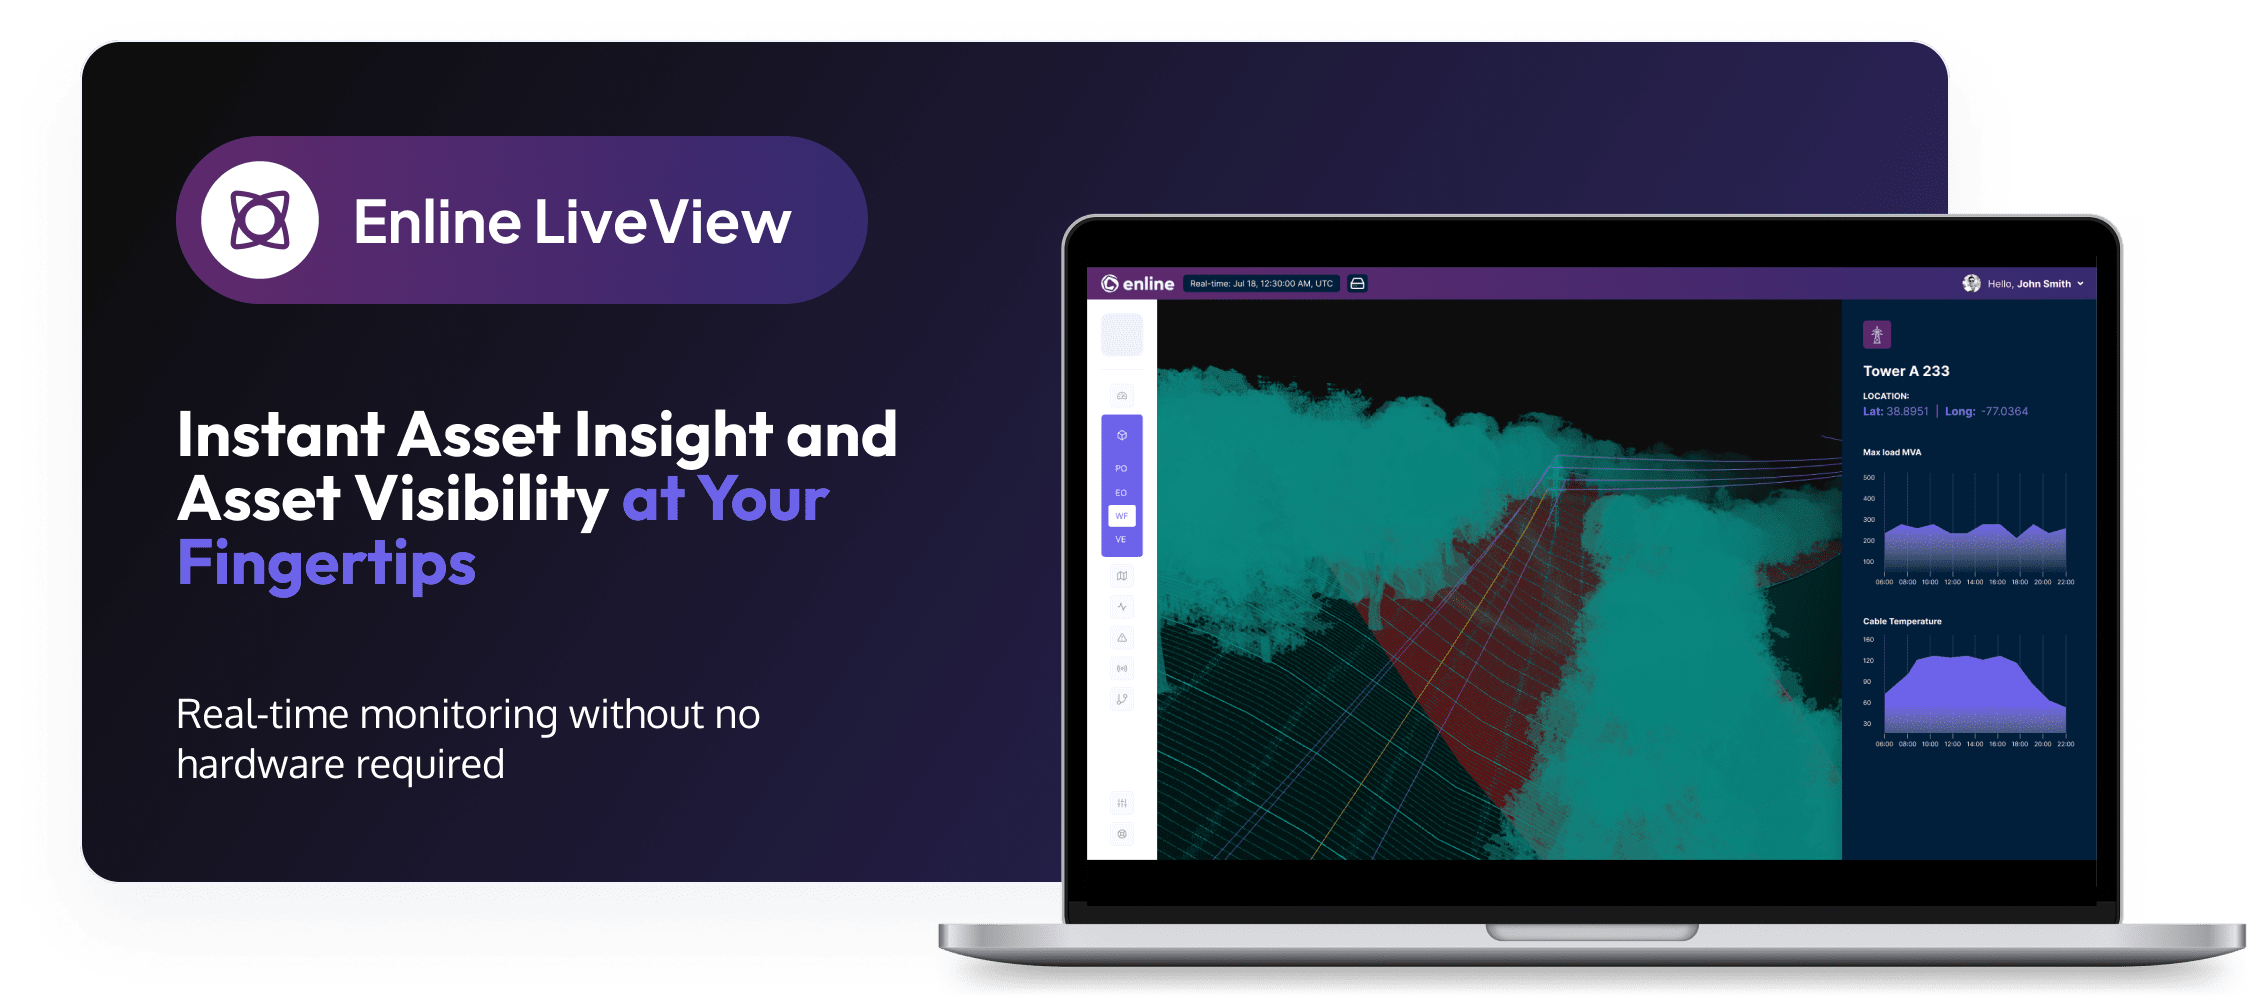 Enline LiveView
Instant Asset Insight and
Asset Visibility at Your
Fingertips
Real-time monitoring without no
hardware required
enline
Real-time: Jul 18, 12:30:00 AM, UTC
Hello, John Smith
PO
EO
WF
VE
Tower A 233
LOCATION:
Lat: 38.8951 | Long: -77.0364
Max load MVA
500
400
300
200
100
06:00 08:00 10:00 12:00 14:00 16:00 18:00 20:00 22:00
Cable Temperature
160
120
90
60
30
06:00 08:00 10:00 12:00 14:00 16:00 18:00 20:00 22:00